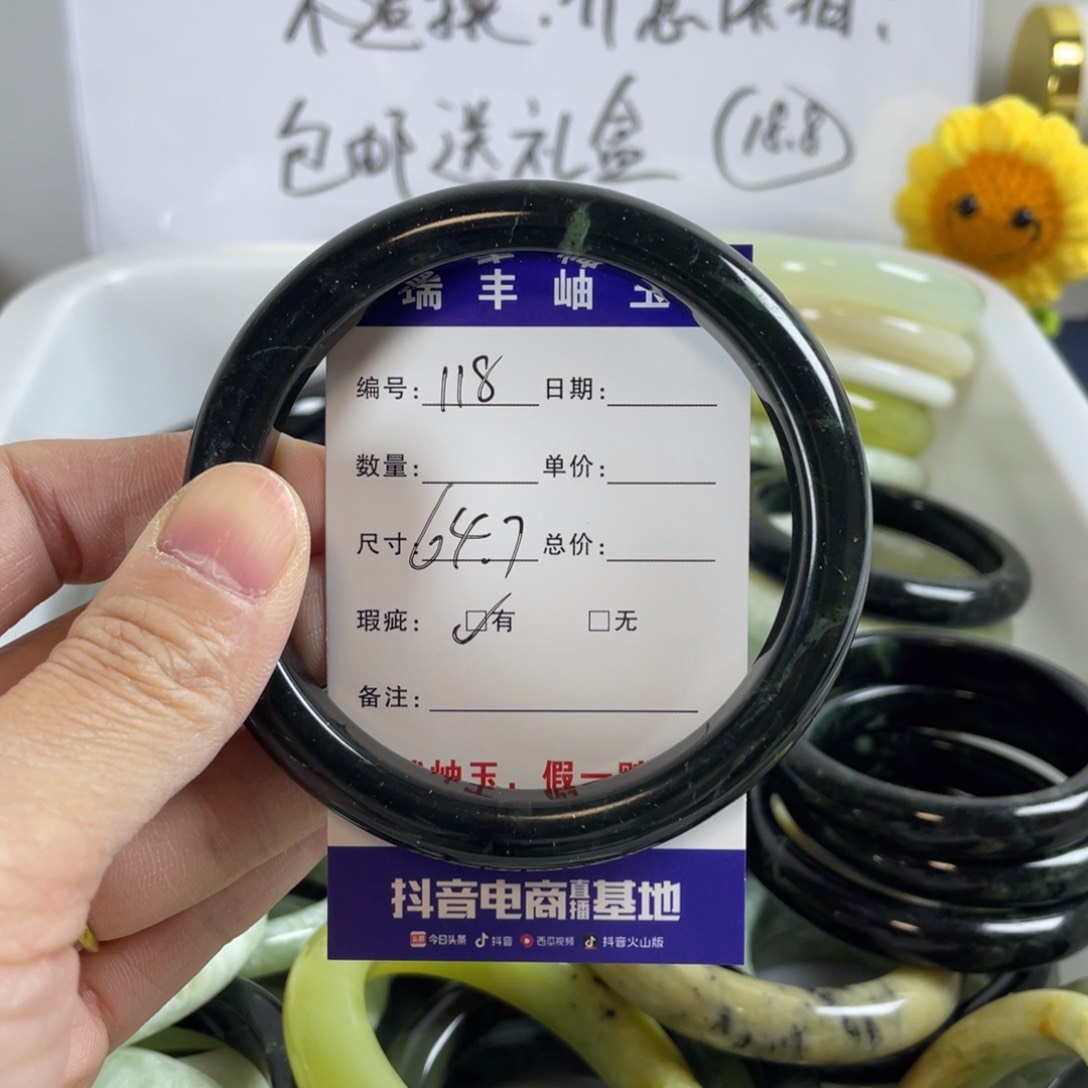 包邮送礼盒 (18.8)
瑞丰岫玉
编号: 118 日期:
数量: 单价:
尺寸: 64.7 总价:
瑕疵: ☑有 □无
备注:
岫玉,假一
抖音电商直播基地
今日头条 抖音 西瓜视频 抖音火山版